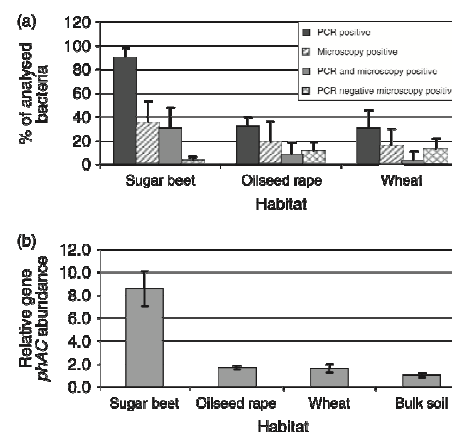 (a)
120
100
80
60
40
20
0
% of analysed
bacteria
PCR positive
Microscopy positive
PCR and microscopy positive
PCR negative microscopy positive
Sugar beet Oilseed rape Wheat
Habitat
(b)
12.0
10.0
8.0
6.0
4.0
2.0
0.0
Relative gene
phAC abundance
Sugar beet Oilseed rape Wheat Bulk soil
Habitat